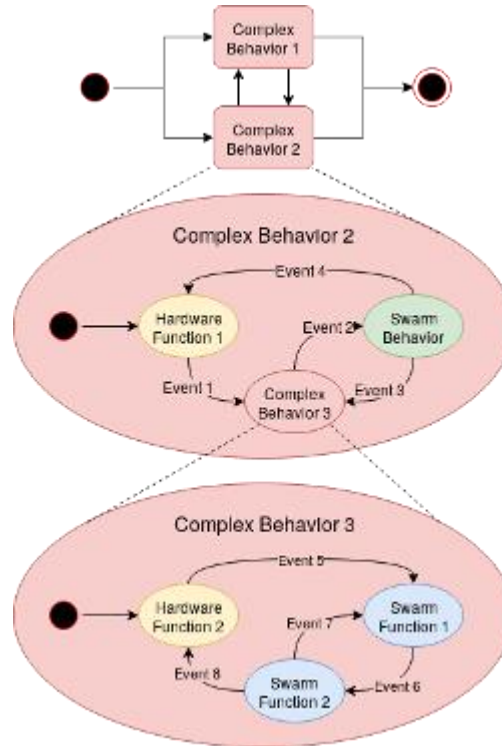 Complex
Behavior 1
Complex
Behavior 2
Complex Behavior 2
Event 4
Hardware
Function 1
Event 2
Swarm
Behavior
Event 1
Complex
Behavior 3
Event 3
Complex Behavior 3
Event 5
Hardware
Function 2
Event 7
Swarm
Function 1
Event 8
Swarm
Function 2
Event 6